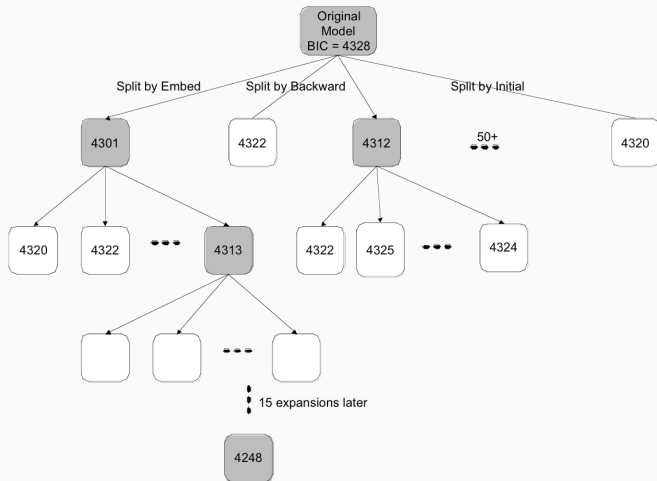 Original
Model
BIC = 4328
Split by Embed
Split by Backward
Split by Initial
4301
4322
4312
50+
4320
4320
4322
4313
4322
4325
4324
15 expansions later
4248